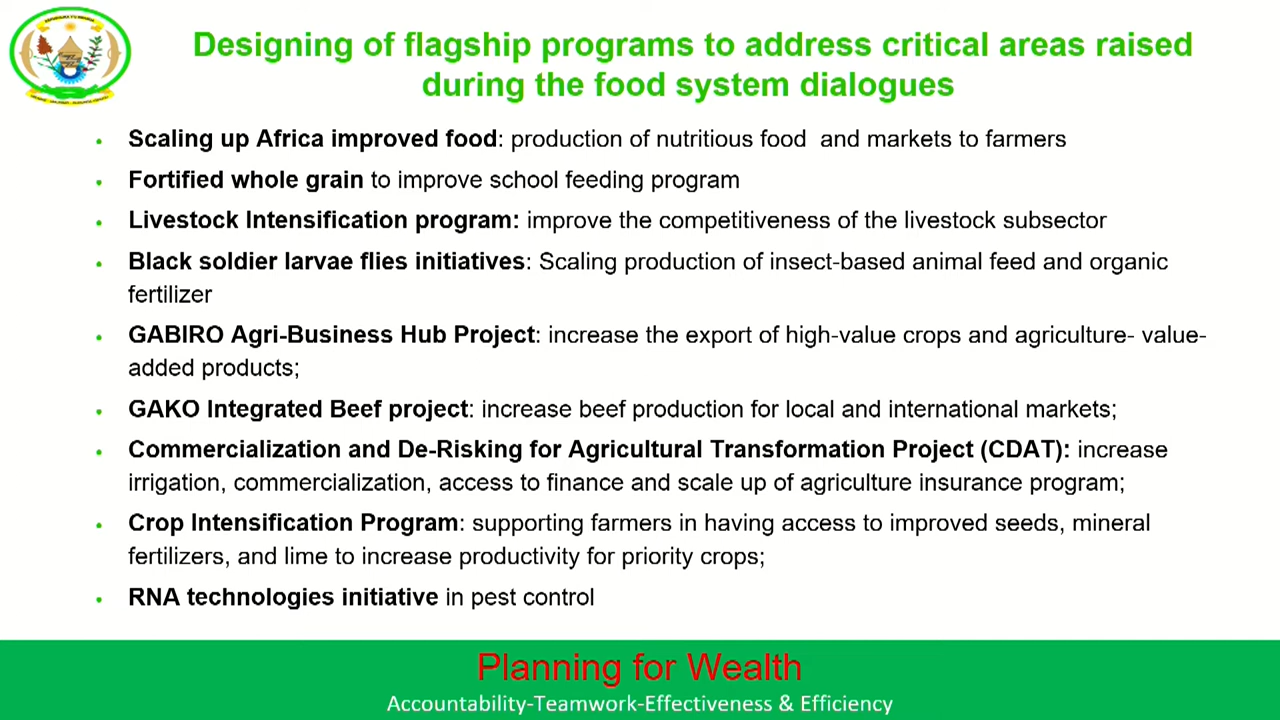 Designing of flagship programs to address critical areas raised
during the food system dialogues
• Scaling up Africa improved food: production of nutritious food and markets to farmers
• Fortified whole grain to improve school feeding program
• Livestock Intensification program: improve the competitiveness of the livestock subsector
• Black soldier larvae flies initiatives: Scaling production of insect-based animal feed and organic
fertilizer
• GABIRO Agri-Business Hub Project: increase the export of high-value crops and agriculture- value-
added products;
• GAKO Integrated Beef project: increase beef production for local and international markets;
• Commercialization and De-Risking for Agricultural Transformation Project (CDAT): increase
irrigation, commercialization, access to finance and scale up of agriculture insurance program;
• Crop Intensification Program: supporting farmers in having access to improved seeds, mineral
fertilizers, and lime to increase productivity for priority crops;
• RNA technologies initiative in pest control
Planning for Wealth
Accountability-Teamwork-Effectiveness & Efficiency